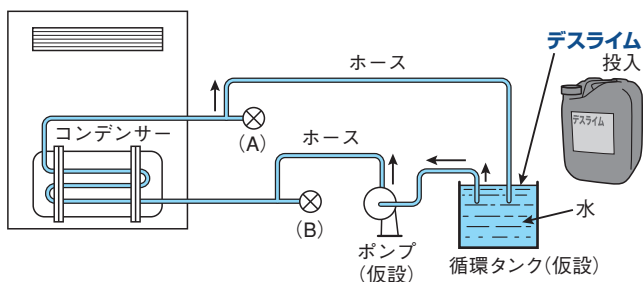 デスライム
投入
ホース
デスライム
コンデンサー
(A)
ホース
(B)
水
ポンプ
(仮設)
循環タンク(仮設)